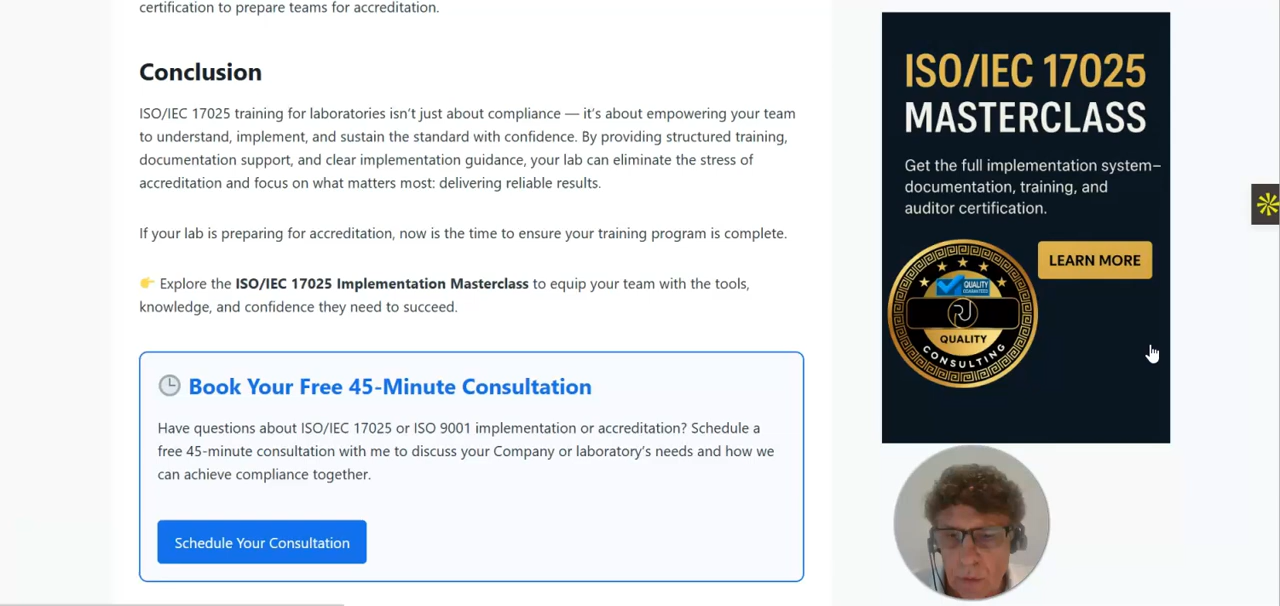 certification to prepare teams for accreditation.
Conclusion
ISO/IEC 17025 training for laboratories isn't just about compliance — it's about empowering your team
to understand, implement, and sustain the standard with confidence. By providing structured training,
documentation support, and clear implementation guidance, your lab can eliminate the stress of
accreditation and focus on what matters most: delivering reliable results.
If your lab is preparing for accreditation, now is the time to ensure your training program is complete.
👉 Explore the ISO/IEC 17025 Implementation Masterclass to equip your team with the tools,
knowledge, and confidence they need to succeed.
🕒 Book Your Free 45-Minute Consultation
Have questions about ISO/IEC 17025 or ISO 9001 implementation or accreditation? Schedule a
free 45-minute consultation with me to discuss your Company or laboratory's needs and how we
can achieve compliance together.
Schedule Your Consultation
ISO/IEC 17025
MASTERCLASS
Get the full implementation system–
documentation, training, and
auditor certification.
LEARN MORE
QUALITY
RJ
QUALITY
CONSULTING